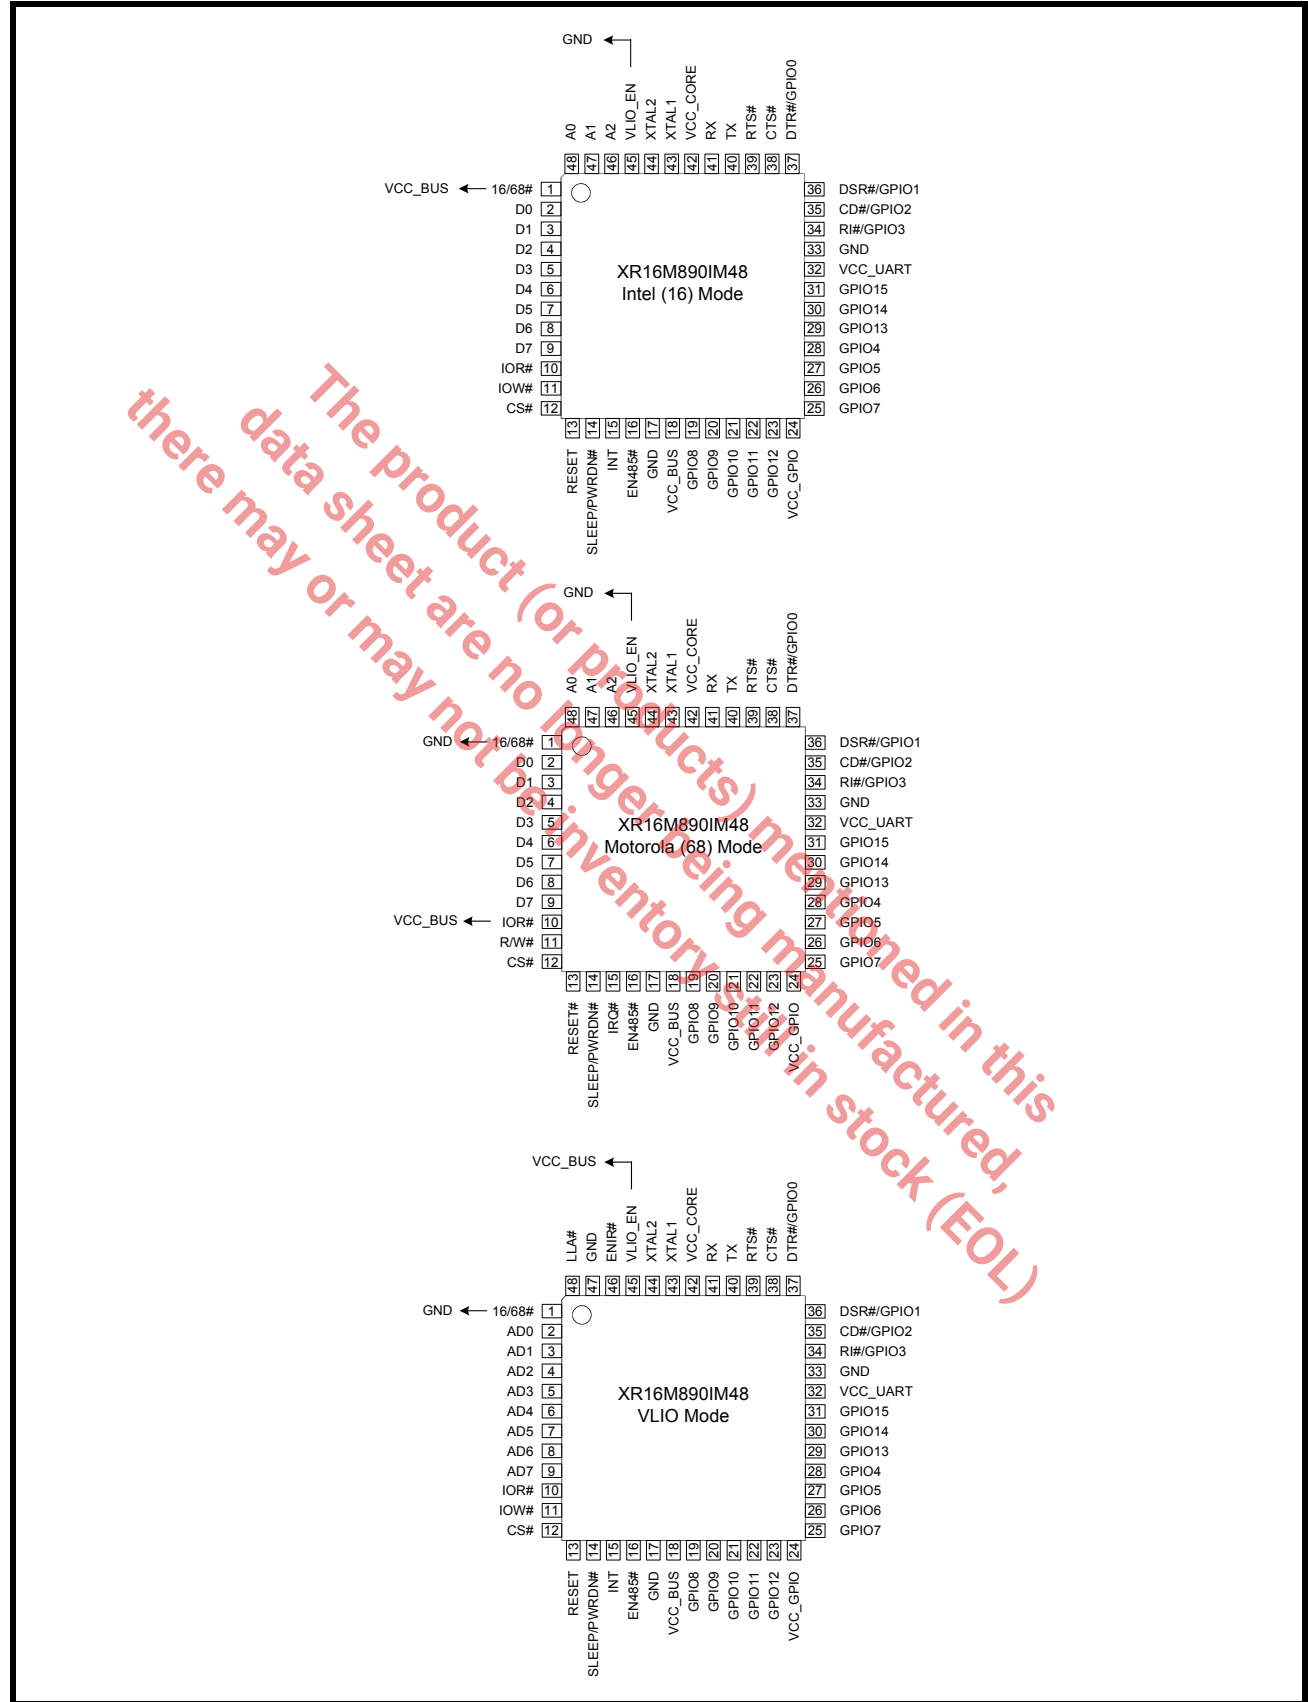 GND
A0
A1
A2
VLIO_EN
XTAL2
XTAL1
VCC_CORE
RX
TX
RTS#
CTS#
DTR#/GPIO0
48 47 46 45 44 43 42 41 40 39 38 37
VCC_BUS 16/68# 1
D0 2
D1 3
D2 4
D3 5
D4 6
D5 7
D6 8
D7 9
IOR# 10
IOW# 11
CS# 12
XR16M890IM48
Intel (16) Mode
36 DSR#/GPIO1
35 CD#/GPIO2
34 RI#/GPIO3
33 GND
32 VCC_UART
31 GPIO15
30 GPIO14
29 GPIO13
28 GPIO4
27 GPIO5
26 GPIO6
25 GPIO7
13 14 15 16 17 18 19 20 21 22 23 24
RESET
SLEEP/PWRDN#
INT
EN485#
GND
VCC_BUS
GPIO8
GPIO9
GPIO10
GPIO11
GPIO12
VCC_GPIO
The product (or products) mentioned in this
data sheet are no longer being manufactured,
there may or may not be inventory still in stock (EOL)
GND
A0
A1
A2
VLIO_EN
XTAL2
XTAL1
VCC_CORE
RX
TX
RTS#
CTS#
DTR#/GPIO0
48 47 46 45 44 43 42 41 40 39 38 37
GND 16/68# 1
D0 2
D1 3
D2 4
D3 5
D4 6
D5 7
D6 8
D7 9
VCC_BUS IOR# 10
R/W# 11
CS# 12
XR16M890IM48
Motorola (68) Mode
36 DSR#/GPIO1
35 CD#/GPIO2
34 RI#/GPIO3
33 GND
32 VCC_UART
31 GPIO15
30 GPIO14
29 GPIO13
28 GPIO4
27 GPIO5
26 GPIO6
25 GPIO7
13 14 15 16 17 18 19 20 21 22 23 24
RESET#
SLEEP/PWRDN#
IRQ#
EN485#
GND
VCC_BUS
GPIO8
GPIO9
GPIO10
GPIO11
GPIO12
VCC_GPIO
VCC_BUS
LLA#
GND
ENIR#
VLIO_EN
XTAL2
XTAL1
VCC_CORE
RX
TX
RTS#
CTS#
DTR#/GPIO0
48 47 46 45 44 43 42 41 40 39 38 37
GND 16/68# 1
AD0 2
AD1 3
AD2 4
AD3 5
AD4 6
AD5 7
AD6 8
AD7 9
IOR# 10
IOW# 11
CS# 12
XR16M890IM48
VLIO Mode
36 DSR#/GPIO1
35 CD#/GPIO2
34 RI#/GPIO3
33 GND
32 VCC_UART
31 GPIO15
30 GPIO14
29 GPIO13
28 GPIO4
27 GPIO5
26 GPIO6
25 GPIO7
13 14 15 16 17 18 19 20 21 22 23 24
RESET
SLEEP/PWRDN#
INT
EN485#
GND
VCC_BUS
GPIO8
GPIO9
GPIO10
GPIO11
GPIO12
VCC_GPIO